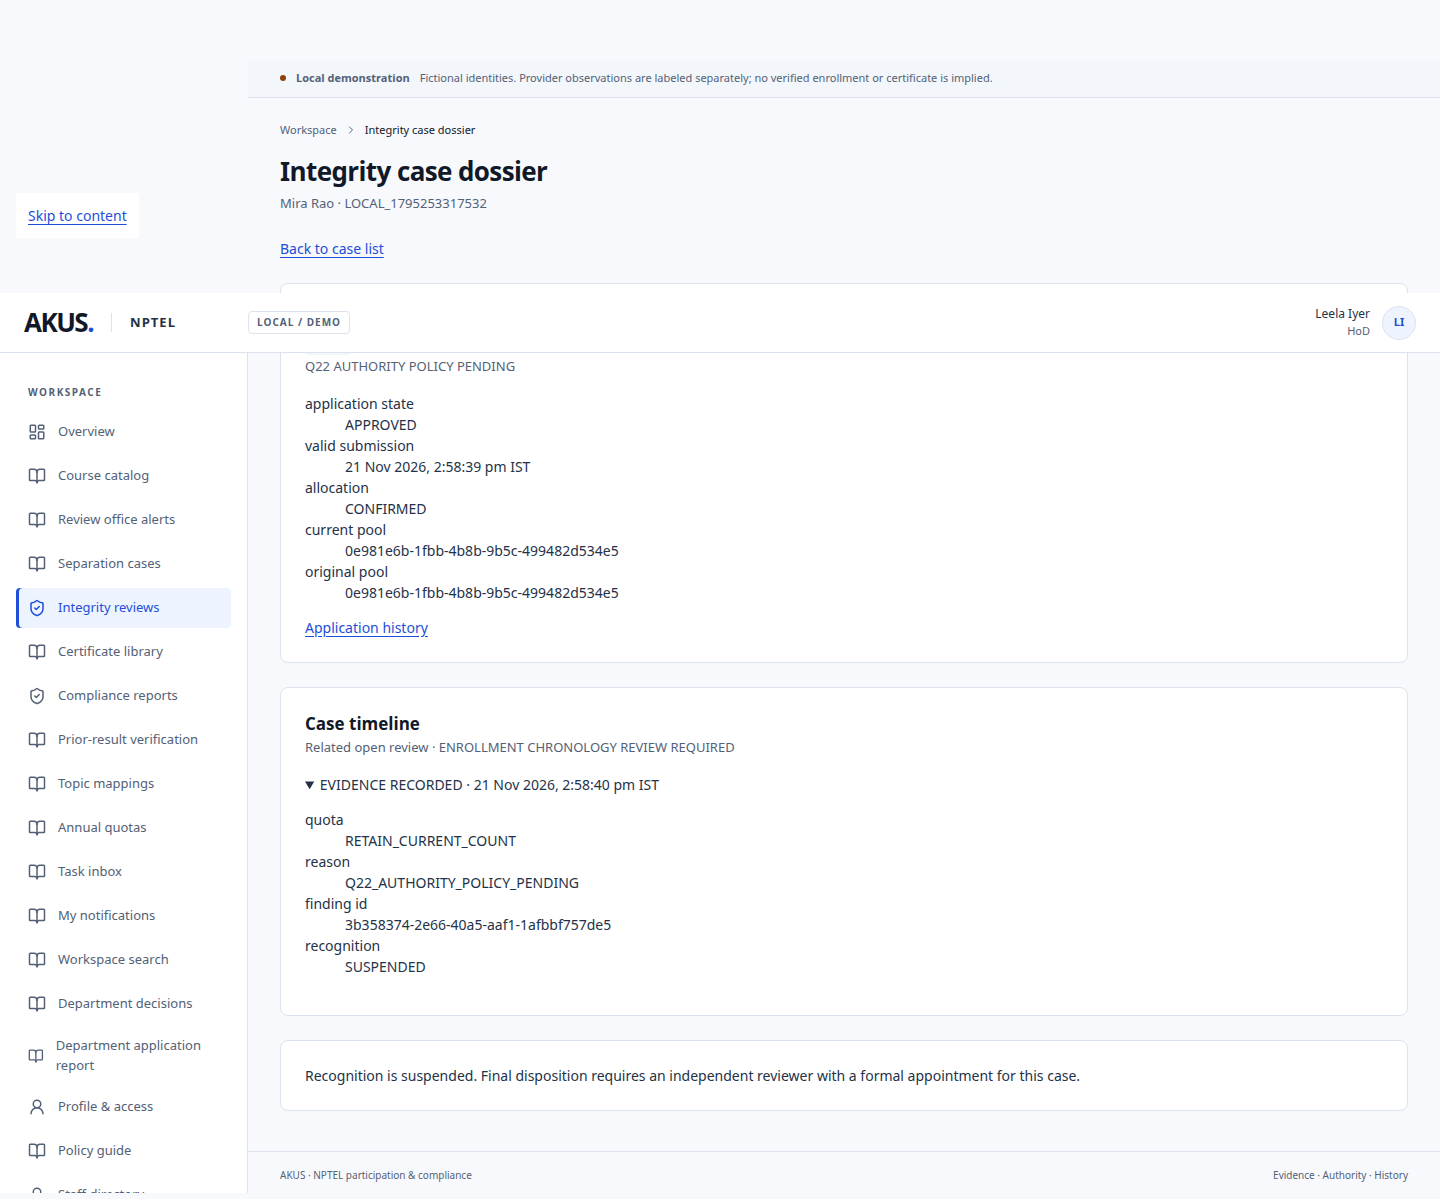 Local demonstration Fictional identities. Provider observations are labeled separately; no verified enrollment or certificate is implied.
Workspace Integrity case dossier
Integrity case dossier
Mira Rao · LOCAL_1795253317532
Skip to content
Back to case list
AKUS. NPTEL LOCAL / DEMO
Leela Iyer
HoD
LI
WORKSPACE
Overview
Course catalog
Review office alerts
Separation cases
Integrity reviews
Certificate library
Compliance reports
Prior-result verification
Topic mappings
Annual quotas
Task inbox
My notifications
Workspace search
Department decisions
Department application
report
Profile & access
Policy guide
Q22 AUTHORITY POLICY PENDING
application state
APPROVED
valid submission
21 Nov 2026, 2:58:39 pm IST
allocation
CONFIRMED
current pool
0e981e6b-1fbb-4b8b-9b5c-499482d534e5
original pool
0e981e6b-1fbb-4b8b-9b5c-499482d534e5
Application history
Case timeline
Related open review · ENROLLMENT CHRONOLOGY REVIEW REQUIRED
EVIDENCE RECORDED · 21 Nov 2026, 2:58:40 pm IST
quota
RETAIN_CURRENT_COUNT
reason
Q22_AUTHORITY_POLICY_PENDING
finding id
3b358374-2e66-40a5-aaf1-1afbbf757de5
recognition
SUSPENDED
Recognition is suspended. Final disposition requires an independent reviewer with a formal appointment for this case.
AKUS · NPTEL participation & compliance
Evidence · Authority · History